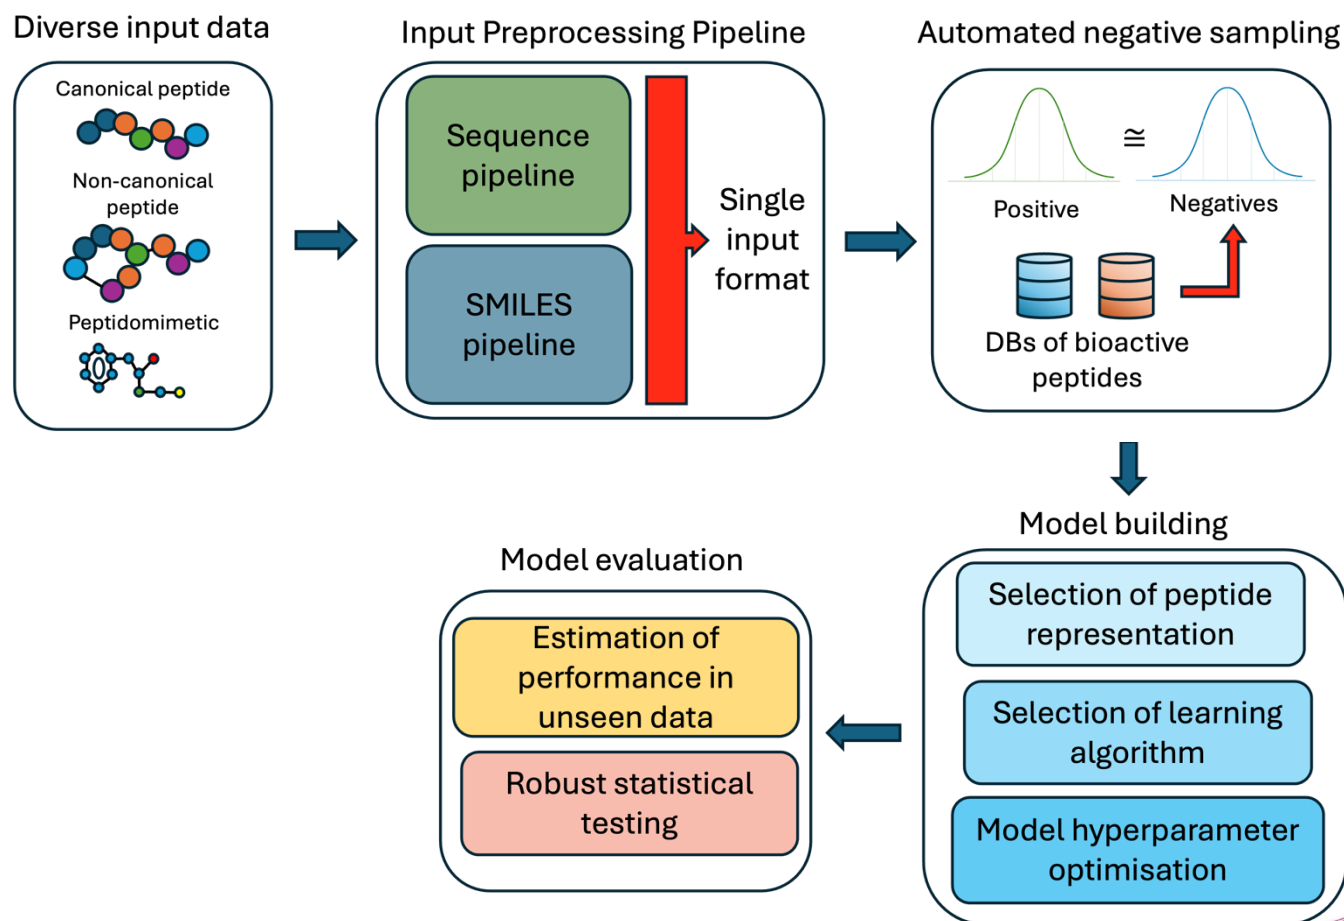 Diverse input data
Canonical peptide
Non-canonical
peptide
Peptidomimetic
Input Preprocessing Pipeline
Sequence
pipeline
SMILES
pipeline
Single
input
format
Automated negative sampling
≅
Positive
Negatives
DBs of bioactive
peptides
Model building
Selection of peptide
representation
Selection of learning
algorithm
Model hyperparameter
optimisation
Model evaluation
Estimation of
performance in
unseen data
Robust statistical
testing